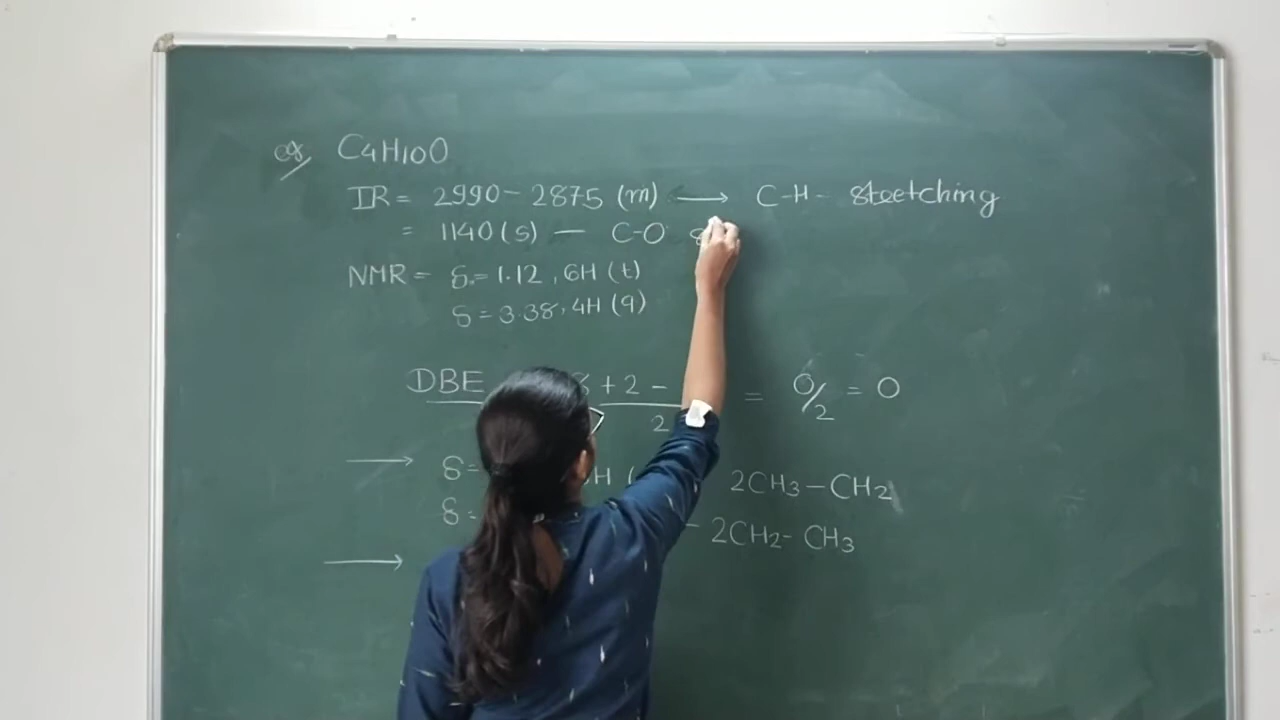 eg/ C4H10O
IR = 2990 - 2875 (m) → C-H - stretching
= 1140 (s) — C-O s
NMR = δ = 1.12, 6H (t)
δ = 3.38, 4H (q)
DBE 8 + 2 - = 0/2 = 0
2
→ δ= H ( 2CH3 - CH2
δ= - 2CH2 - CH3
→